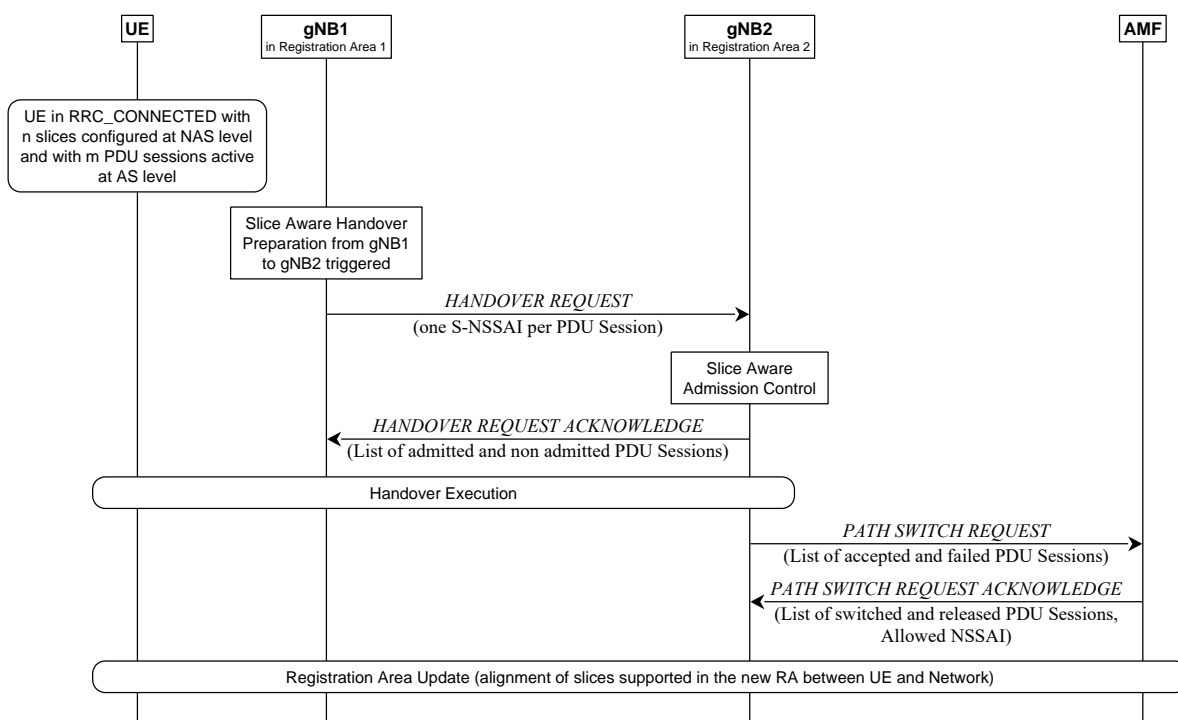 UE
gNB1
in Registration Area 1
gNB2
in Registration Area 2
AMF
UE in RRC_CONNECTED with
n slices configured at NAS level
and with m PDU sessions active
at AS level
Slice Aware Handover
Preparation from gNB1
to gNB2 triggered
HANDOVER REQUEST
(one S-NSSAI per PDU Session)
Slice Aware
Admission Control
HANDOVER REQUEST ACKNOWLEDGE
(List of admitted and non admitted PDU Sessions)
Handover Execution
PATH SWITCH REQUEST
(List of accepted and failed PDU Sessions)
PATH SWITCH REQUEST ACKNOWLEDGE
(List of switched and released PDU Sessions,
Allowed NSSAI)
Registration Area Update (alignment of slices supported in the new RA between UE and Network)